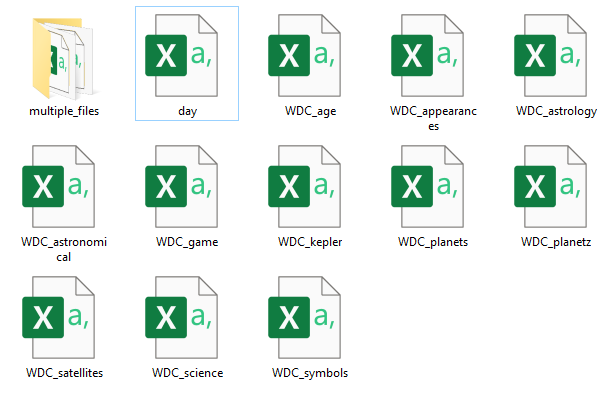 multiple_files
day
WDC_age
WDC_appearanc
es
WDC_astrology
WDC_astronomi
cal
WDC_game
WDC_kepler
WDC_planets
WDC_planetz
WDC_satellites
WDC_science
WDC_symbols